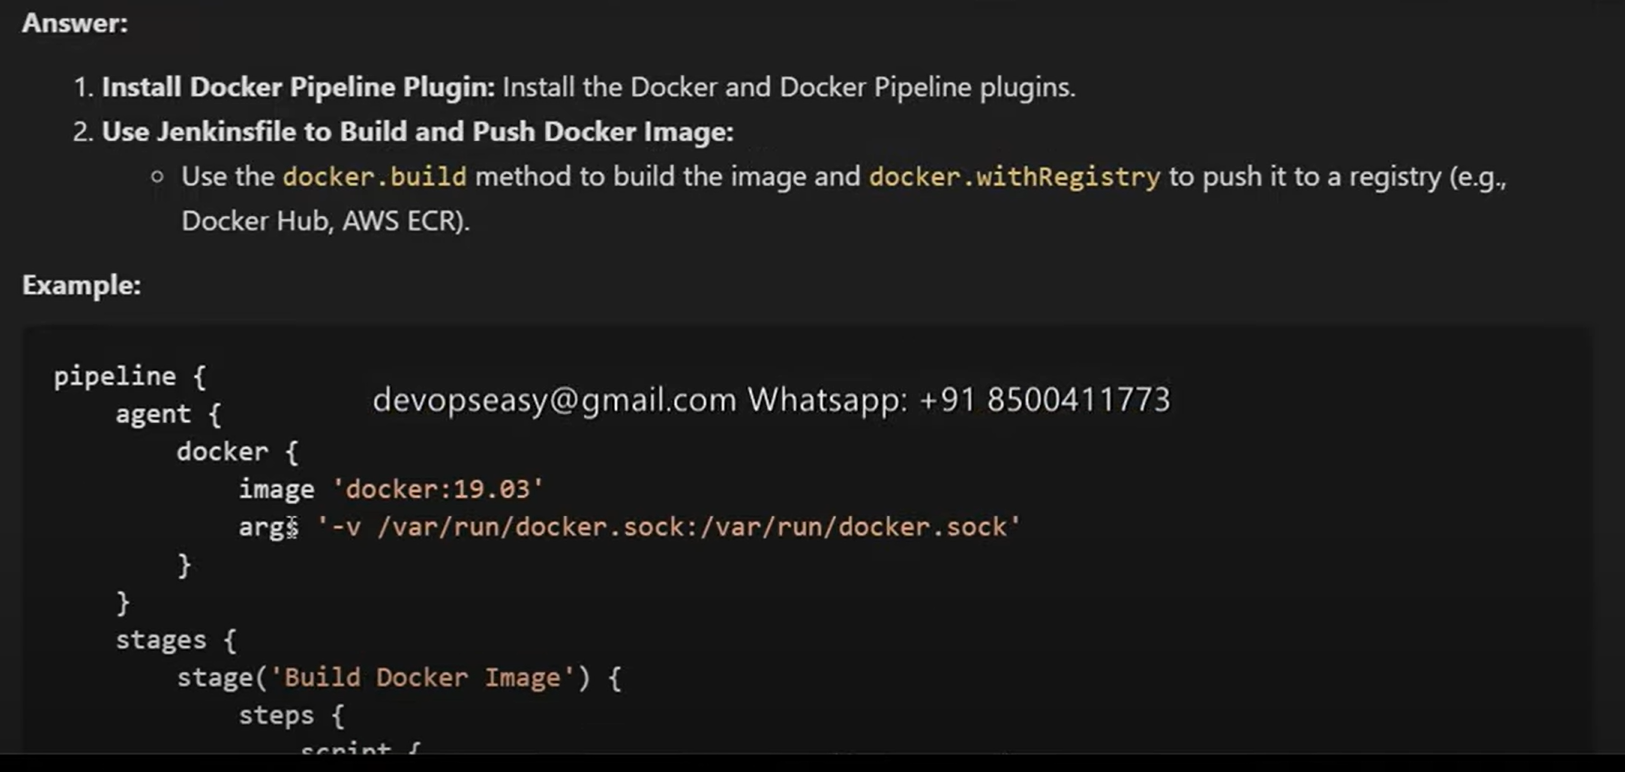 Answer:
1. Install Docker Pipeline Plugin: Install the Docker and Docker Pipeline plugins.
2. Use Jenkinsfile to Build and Push Docker Image:
○ Use the docker.build method to build the image and docker.withRegistry to push it to a registry (e.g.,
Docker Hub, AWS ECR).
Example:
pipeline {
devopseasy@gmail.com Whatsapp: +91 8500411773
    agent {
        docker {
            image 'docker:19.03'
            args '-v /var/run/docker.sock:/var/run/docker.sock'
        }
    }
    stages {
        stage('Build Docker Image') {
            steps {
                script {